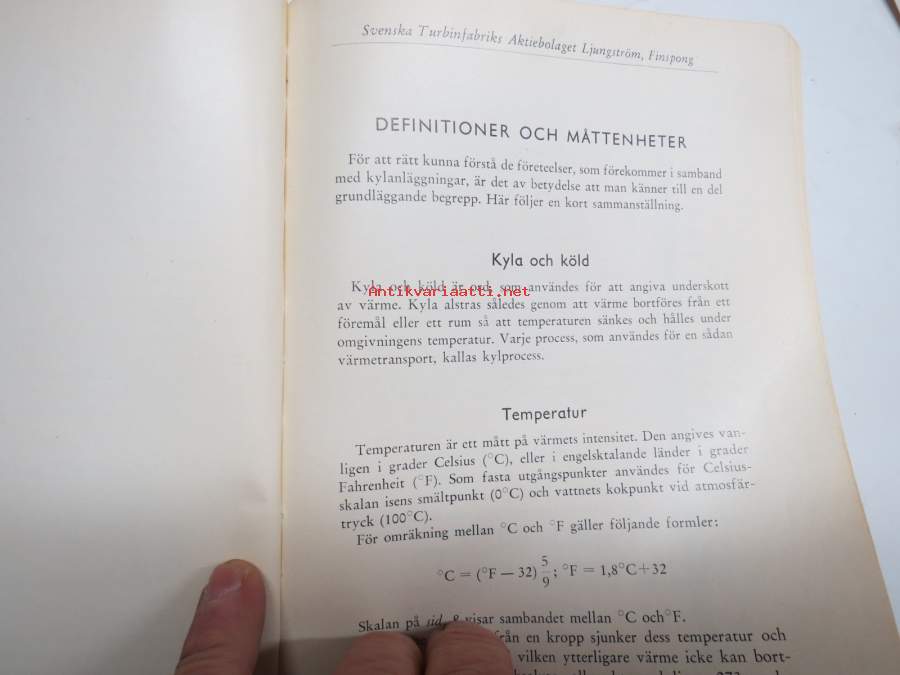 Svenska Turbinfabriks Aktiebolaget Ljungström, Finspong
DEFINITIONER OCH MÅTTENHETER
För att rätt kunna förstå de företeelser, som förekommer i samband
med kylanläggningar, är det av betydelse att man känner till en del
grundläggande begrepp. Här följer en kort sammanställning.
Kyla och köld
Kyla och köld är ord, som användes för att angiva underskott
Antikvariaatti.net
av värme. Kyla alstras således genom att värme bortföres från ett
föremål eller ett rum så att temperaturen sänkes och hålles under
omgivningens temperatur. Varje process, som användes för en sådan
värmetransport, kallas kylprocess.
Temperatur
Temperaturen är ett mått på värmets intensitet. Den angives van-
ligen i grader Celsius (°C), eller i engelsktalande länder i grader
Fahrenheit (°F). Som fasta utgångspunkter användes för Celsius-
skalan isens smältpunkt (0°C) och vattnets kokpunkt vid atmosfär-
tryck (100°C).
För omräkning mellan °C och °F gäller följande formler:
°C = (°F — 32) 5/9; °F = 1,8°C+32
Skalan på sid. 8 visar sambandet mellan °C och °F.
från en kropp sjunker dess temperatur och
vilken ytterligare värme icke kan bort-